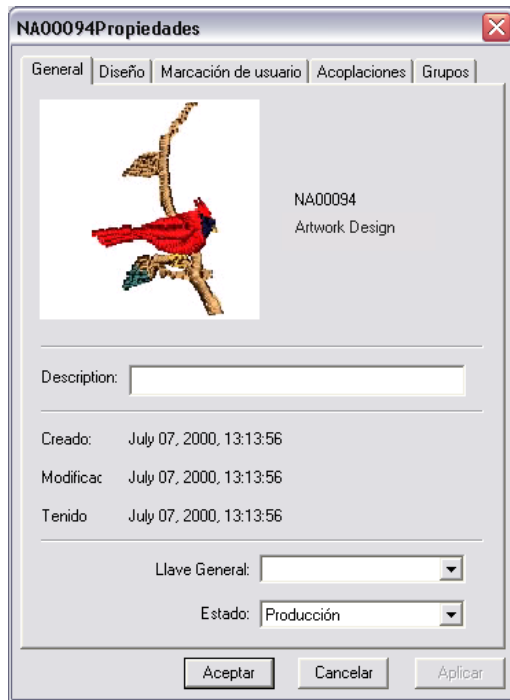 NA00094Propiedades
General Diseño Marcación de usuario Acoplaciones Grupos
NA00094
Artwork Design
Description:
Creado: July 07, 2000, 13:13:56
Modificac July 07, 2000, 13:13:56
Tenido July 07, 2000, 13:13:56
Llave General:
Estado: Producción
Aceptar Cancelar Aplicar